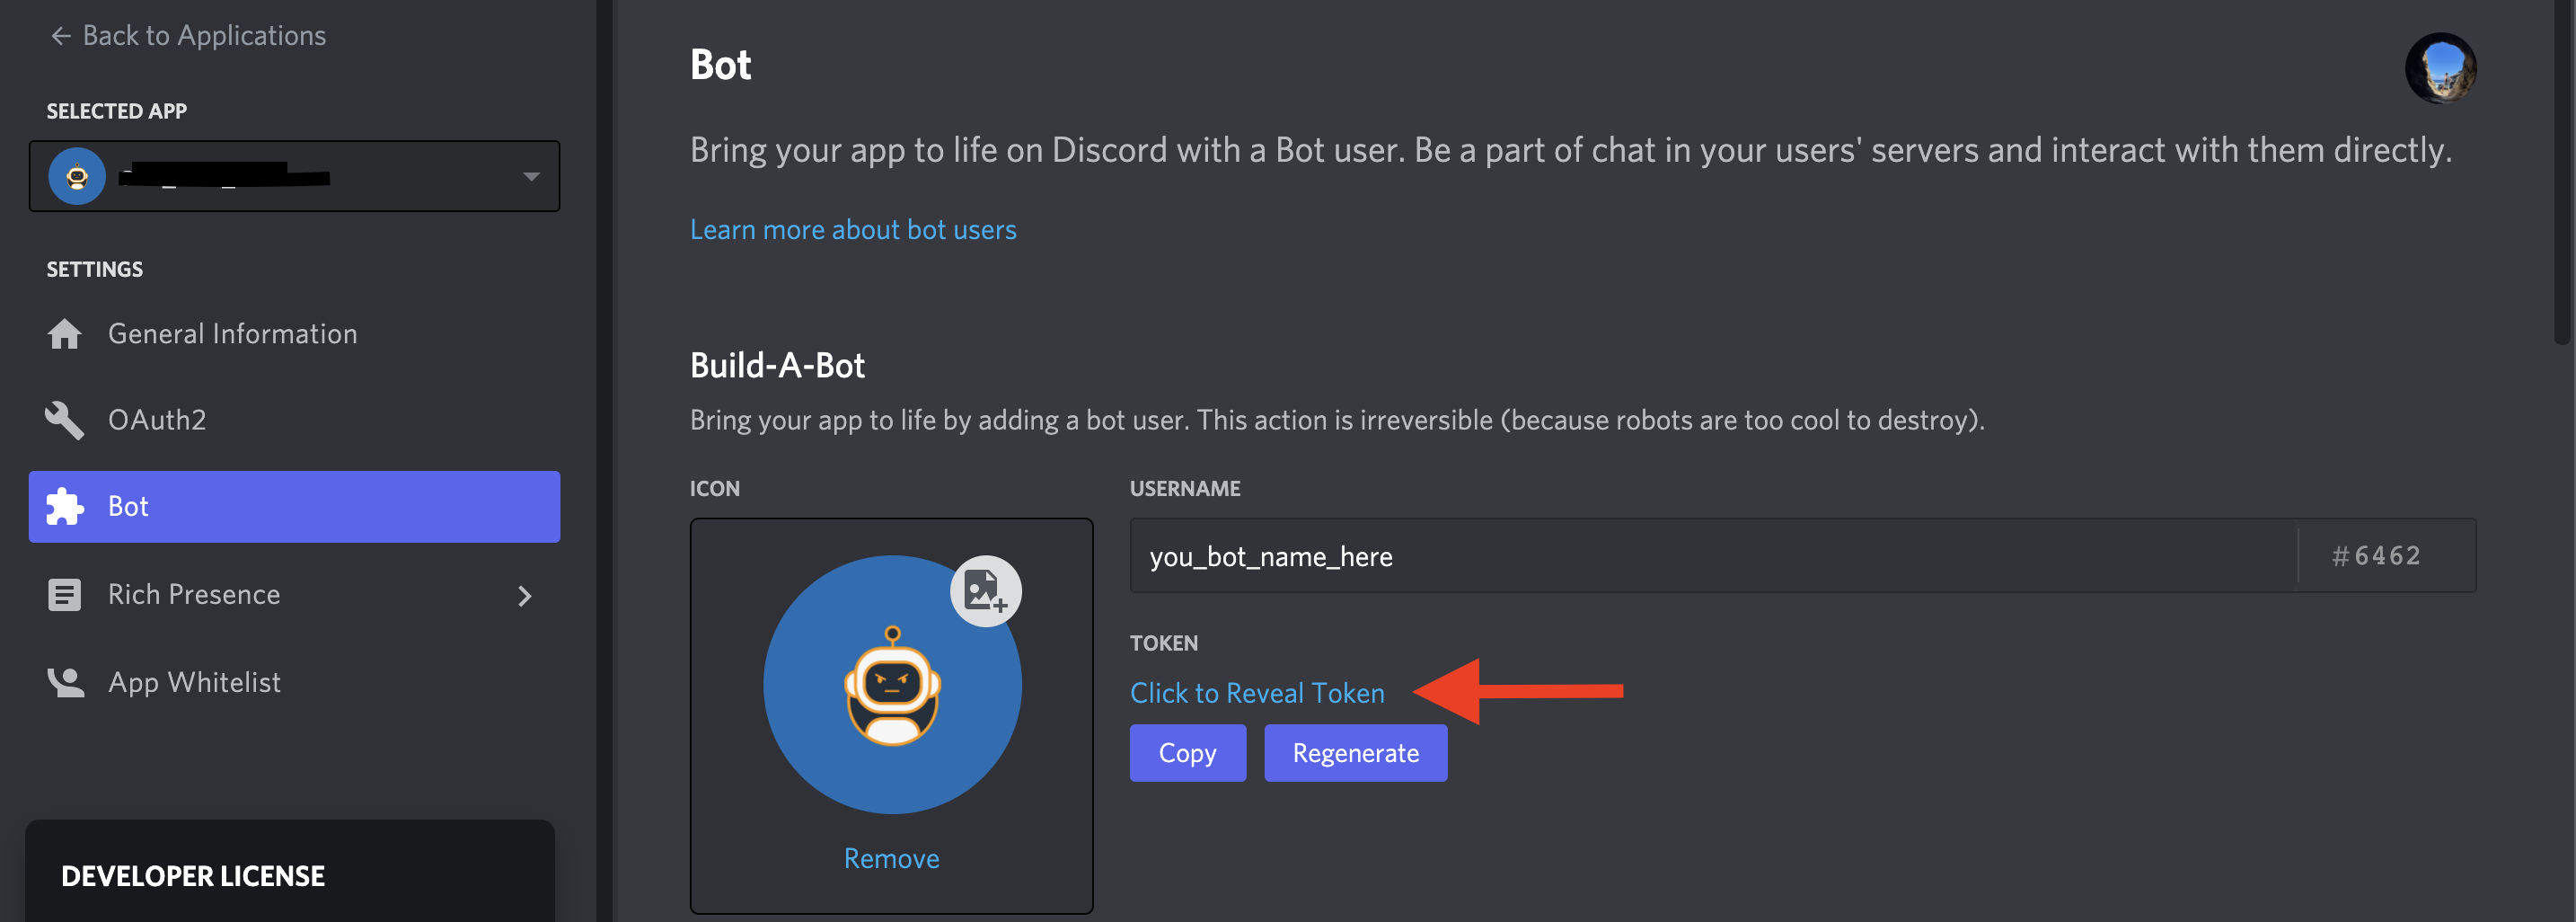 ← Back to Applications
SELECTED APP
SETTINGS
General Information
OAuth2
Bot
Rich Presence
App Whitelist
DEVELOPER LICENSE
Bot
Bring your app to life on Discord with a Bot user. Be a part of chat in your users' servers and interact with them directly.
Learn more about bot users
Build-A-Bot
Bring your app to life by adding a bot user. This action is irreversible (because robots are too cool to destroy).
ICON
Remove
USERNAME
you_bot_name_here
#6462
TOKEN
Click to Reveal Token
Copy
Regenerate